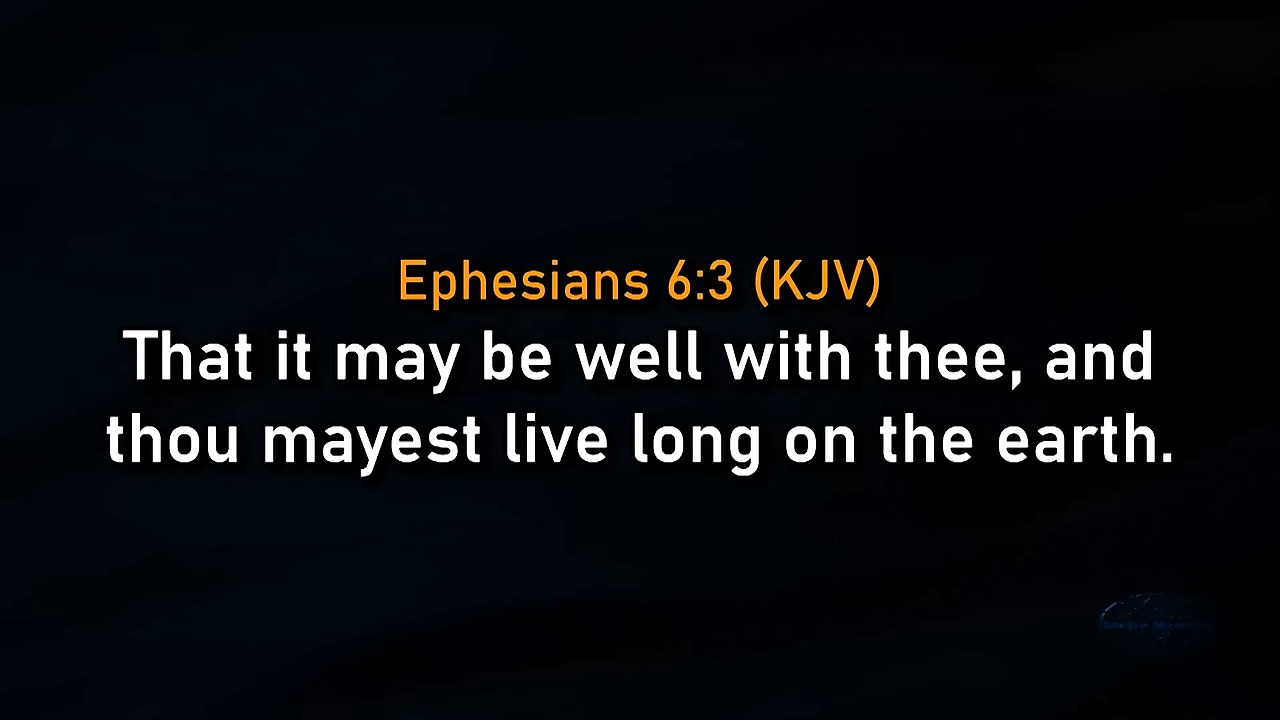 Ephesians 6:3 (KJV)
That it may be well with thee, and
thou mayest live long on the earth.